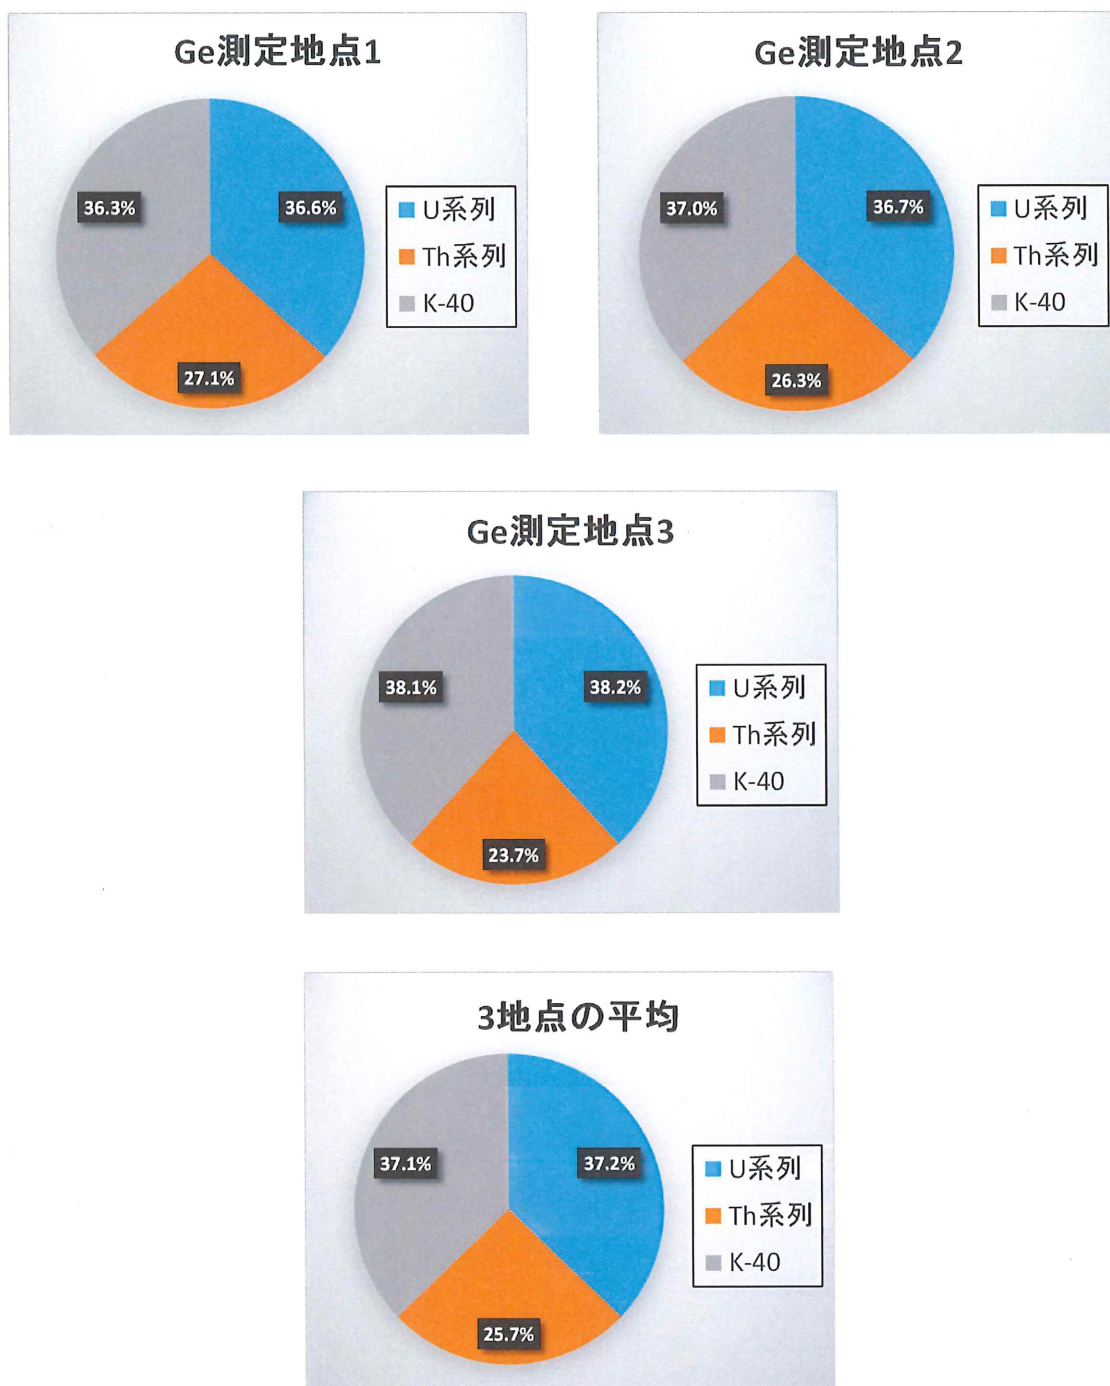 Ge測定地点1
36.3%
36.6%
27.1%
U系列
Th系列
K-40
Ge測定地点2
37.0%
36.7%
26.3%
U系列
Th系列
K-40
Ge測定地点3
38.1%
38.2%
23.7%
U系列
Th系列
K-40
3地点の平均
37.1%
37.2%
25.7%
U系列
Th系列
K-40